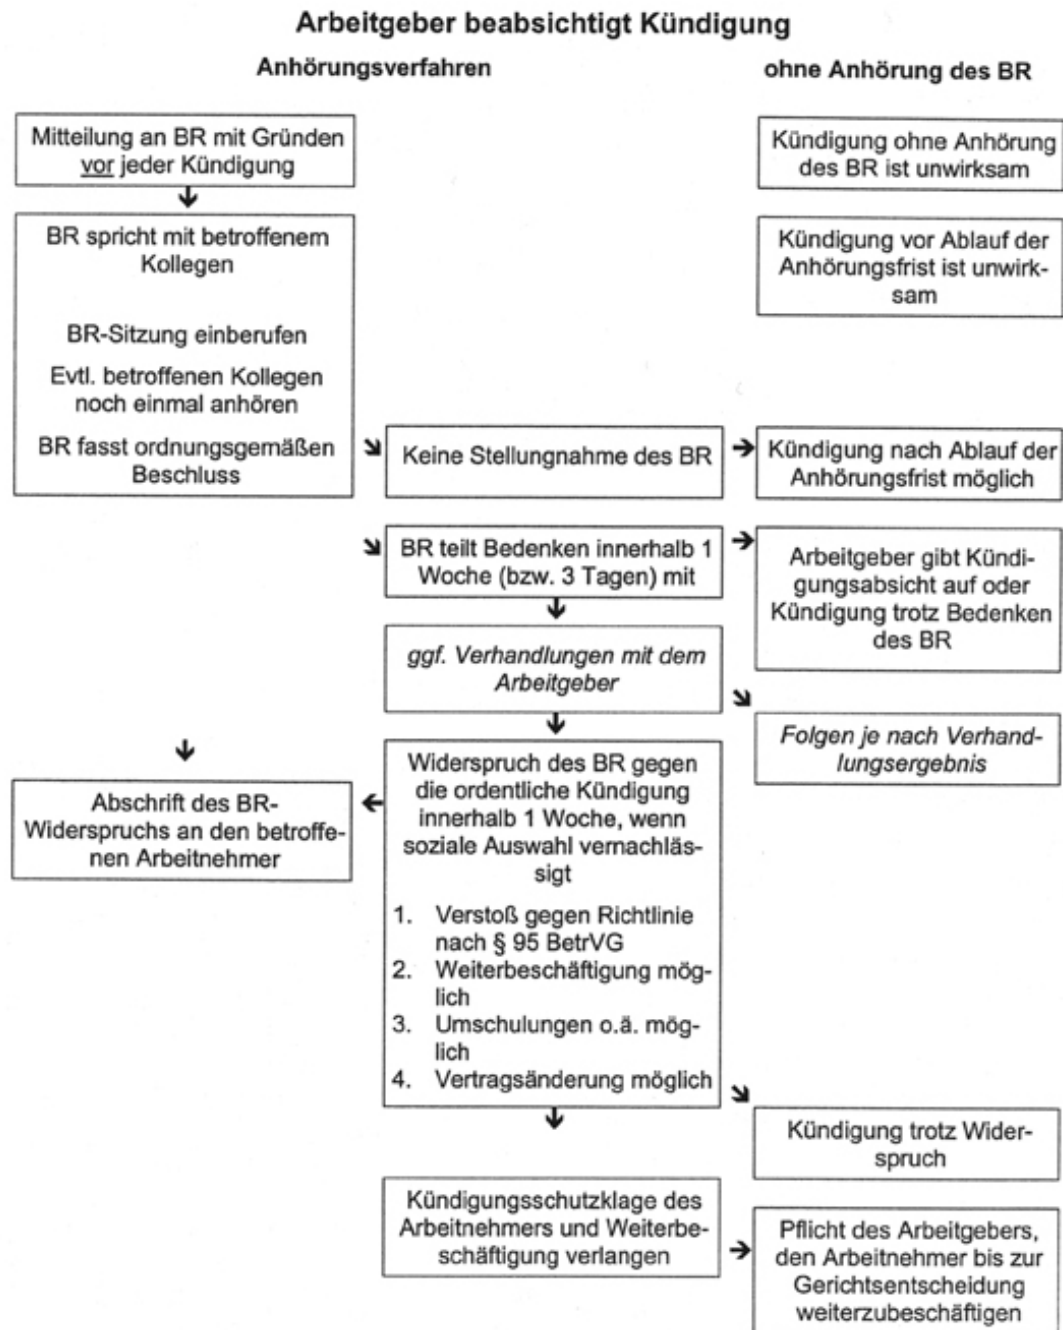 Arbeitgeber beabsichtigt Kündigung
Anhörungsverfahren
ohne Anhörung des BR
Mitteilung an BR mit Gründen
vor jeder Kündigung
Kündigung ohne Anhörung
des BR ist unwirksam
BR spricht mit betroffenem
Kollegen
BR-Sitzung einberufen
Evtl. betroffenen Kollegen
noch einmal anhören
BR fasst ordnungsgemäßen
Beschluss
Kündigung vor Ablauf der
Anhörungsfrist ist unwirk-
sam
Keine Stellungnahme des BR
Kündigung nach Ablauf der
Anhörungsfrist möglich
BR teilt Bedenken innerhalb 1
Woche (bzw. 3 Tagen) mit
Arbeitgeber gibt Kündi-
gungsabsicht auf oder
Kündigung trotz Bedenken
des BR
ggf. Verhandlungen mit dem
Arbeitgeber
Folgen je nach Verhand-
lungsergebnis
Widerspruch des BR gegen
die ordentliche Kündigung
innerhalb 1 Woche, wenn
soziale Auswahl vernachläs-
sigt
1. Verstoß gegen Richtlinie
nach § 95 BetrVG
2. Weiterbeschäftigung mög-
lich
3. Umschulungen o.ä. mög-
lich
4. Vertragsänderung möglich
Abschrift des BR-
Widerspruchs an den betroffe-
nen Arbeitnehmer
Kündigung trotz Wider-
spruch
Kündigungsschutzklage des
Arbeitnehmers und Weiterbe-
schäftigung verlangen
Pflicht des Arbeitgebers,
den Arbeitnehmer bis zur
Gerichtsentscheidung
weiterzubeschäftigen